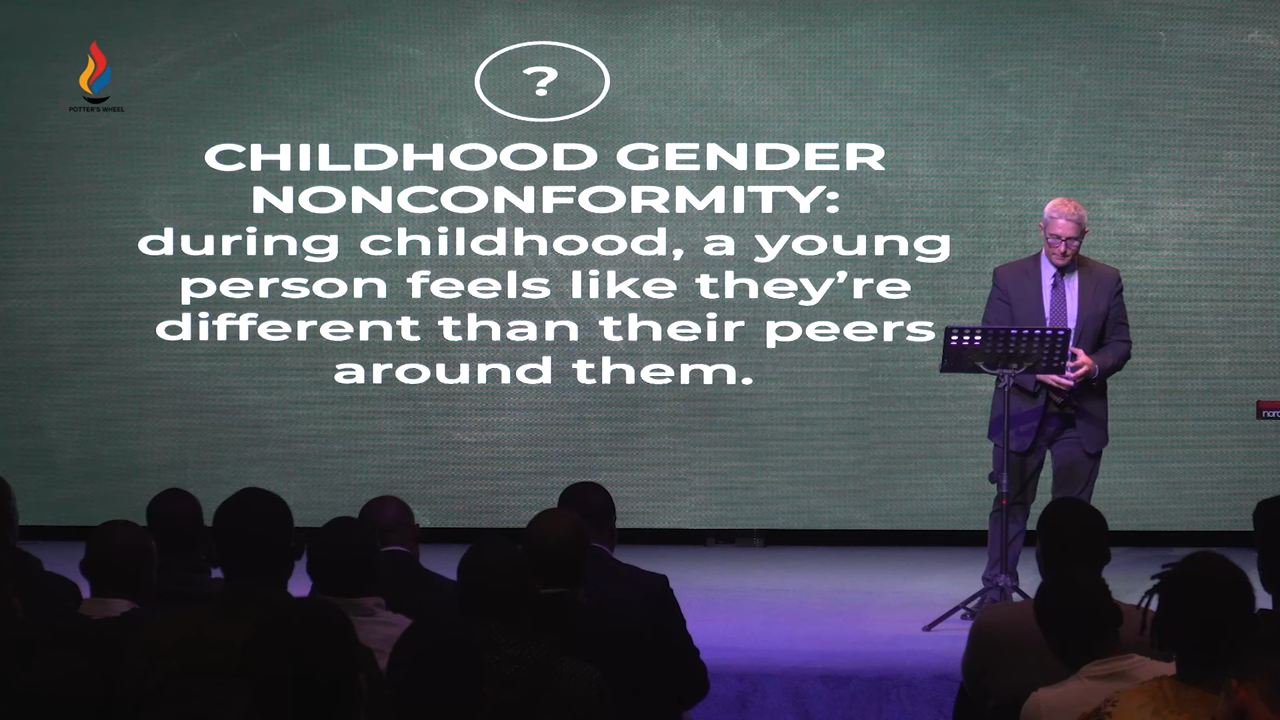 POTTER'S WHEEL
?
CHILDHOOD GENDER
NONCONFORMITY:
during childhood, a young
person feels like they’re
different than their peers
around them.
nord